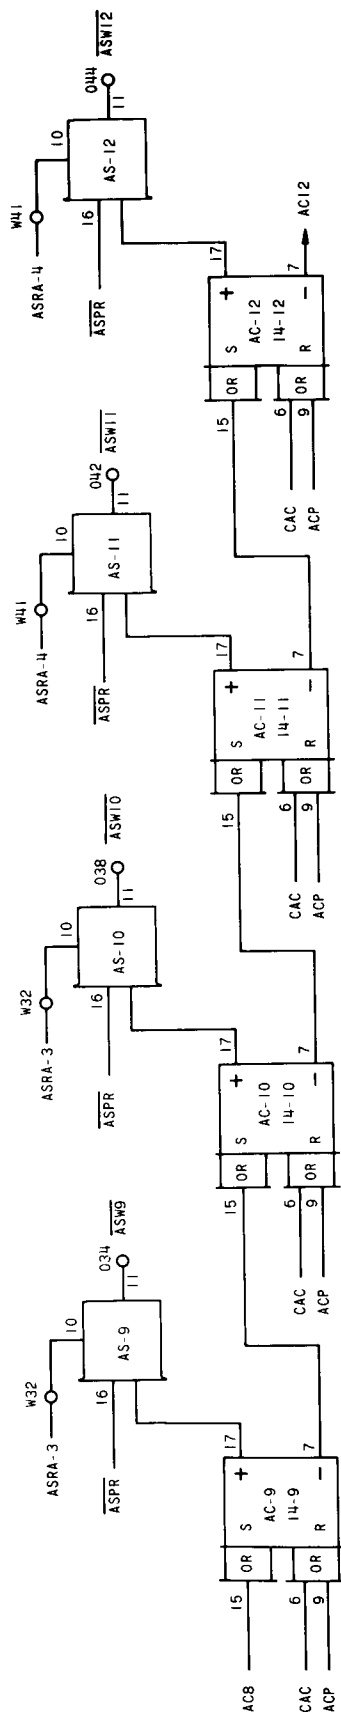 W41
10
O44
ASW12
ASRA-4
AS-12
11
16
ASPR
17
+
7
AC12
S
AC-12
14-12
R
OR
OR
15
6
9
CAC
ACP
W41
10
O42
ASW11
ASRA-4
AS-11
11
16
ASPR
17
+
7
S
AC-11
14-11
R
OR
OR
15
6
9
CAC
ACP
W32
10
O38
ASW10
ASRA-3
AS-10
11
16
ASPR
17
+
7
S
AC-10
14-10
R
OR
OR
15
6
9
CAC
ACP
W32
10
O34
ASW9
ASRA-3
AS-9
11
16
ASPR
17
+
7
S
AC-9
14-9
R
OR
OR
15
6
9
AC8
CAC
ACP